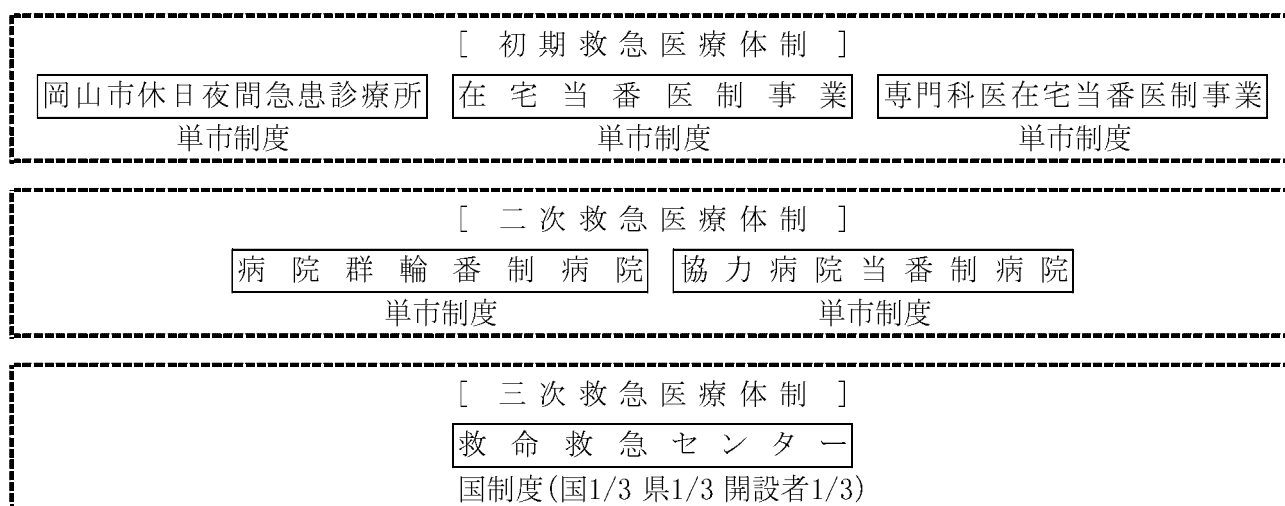 [ 初期救急医療体制 ]
岡山市休日夜間急患診療所 在宅当番医制事業 専門科医在宅当番医制事業
単市制度 単市制度 単市制度
[ 二次救急医療体制 ]
病院群輪番制病院 協力病院当番制病院
単市制度 単市制度
[ 三次救急医療体制 ]
救命救急センター
国制度(国1/3 県1/3 開設者1/3)